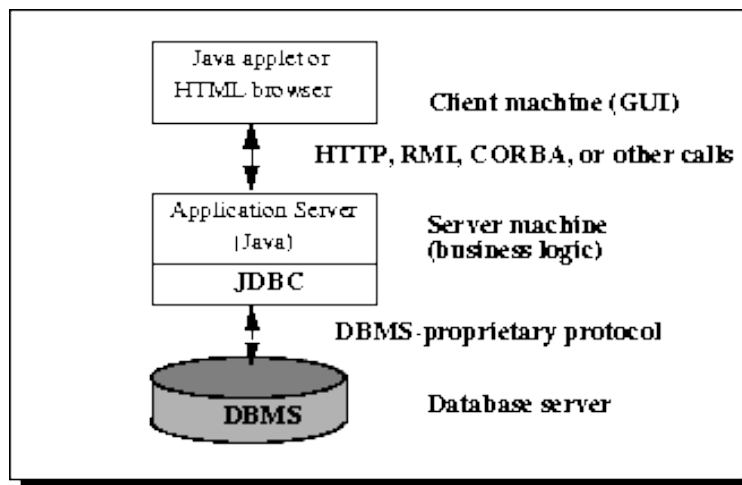 Java applet or
HTML browser
Client machine (GUI)
HTTP, RMI, CORBA, or other calls
Application Server
(Java)
Server machine
(business logic)
JDBC
DBMS-proprietary protocol
DBMS
Database server